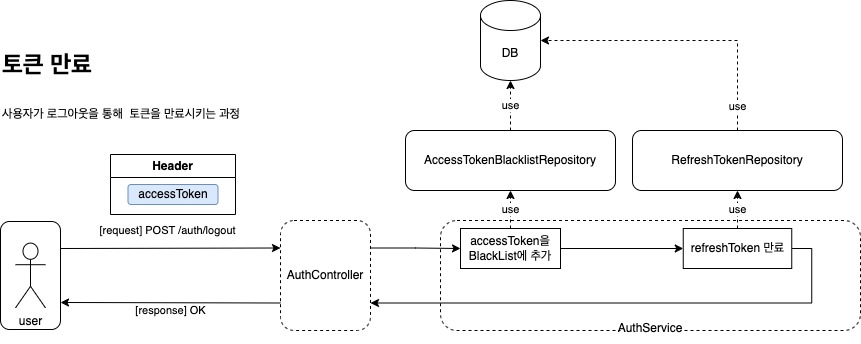 토큰 만료
사용자가 로그아웃을 통해 토큰을 만료시키는 과정
DB
use
use
AccessTokenBlacklistRepository
RefreshTokenRepository
Header
accessToken
use
use
[request] POST /auth/logout
accessToken을
BlackList에 추가
refreshToken 만료
AuthController
[response] OK
user
AuthService